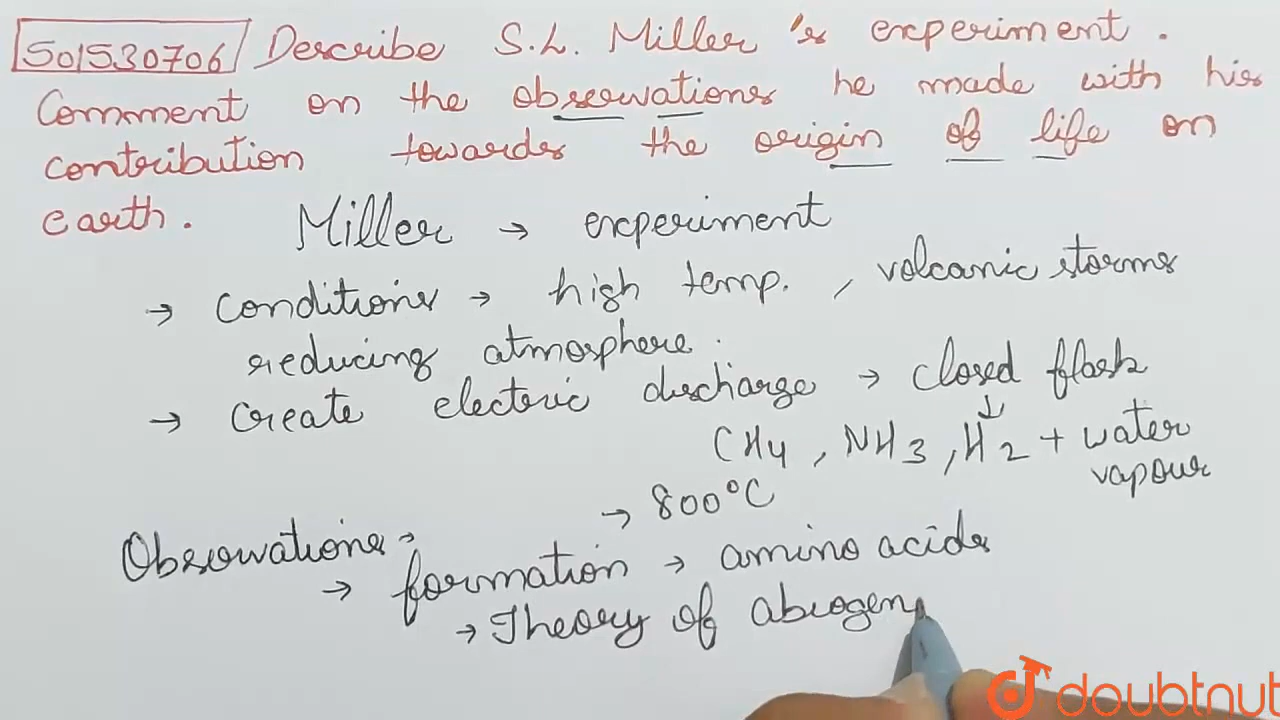 501530706 Describe S.L. Miller's experiment.
Comment on the observations he made with his
contribution towards the origin of life on
earth.
Miller → experiment
→ conditions → high temp., volcanic storms
reducing atmosphere.
→ create electric discharge → closed flask
↓
CH4, NH3, H2 + water
vapour
→ 800°C
Observations →
→ formation → amino acids
→ Theory of abiogen
doubtnut